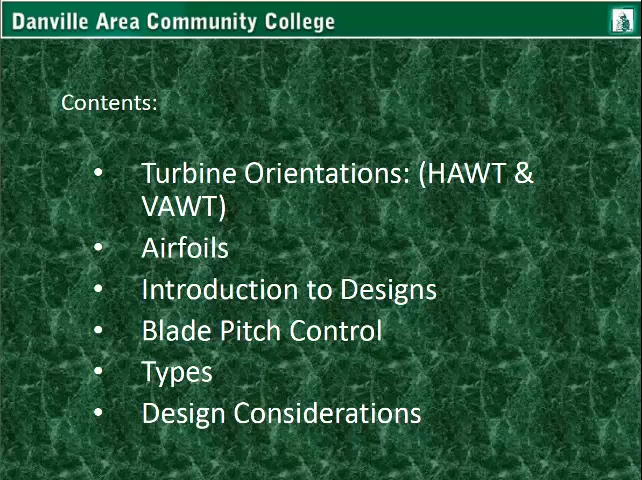 Danville Area Community College
Contents:
• Turbine Orientations: (HAWT &
VAWT)
• Airfoils
• Introduction to Designs
• Blade Pitch Control
• Types
• Design Considerations